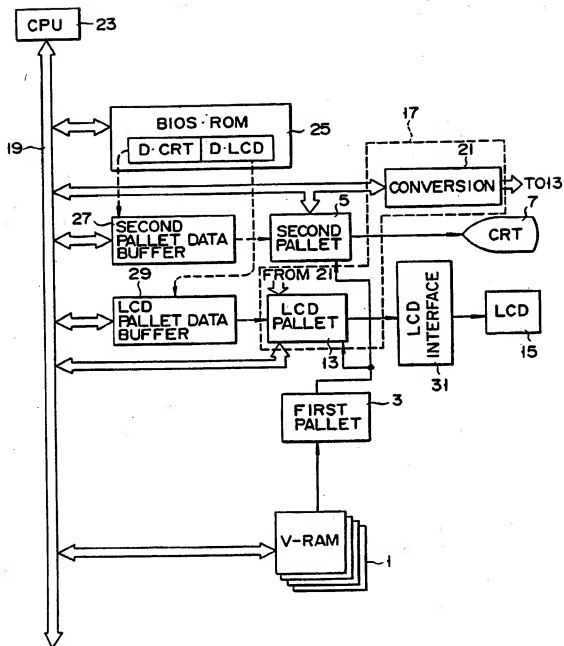 CPU
23
19
BIOS·ROM
D·CRT
D·LCD
25
17
21
CONVERSION
TO13
5
7
27
SECOND
PALLET DATA
BUFFER
SECOND
PALLET
CRT
FROM 21
29
LCD
PALLET DATA
BUFFER
LCD
PALLET
13
LCD
INTERFACE
31
LCD
15
FIRST
PALLET
3
V-RAM
1